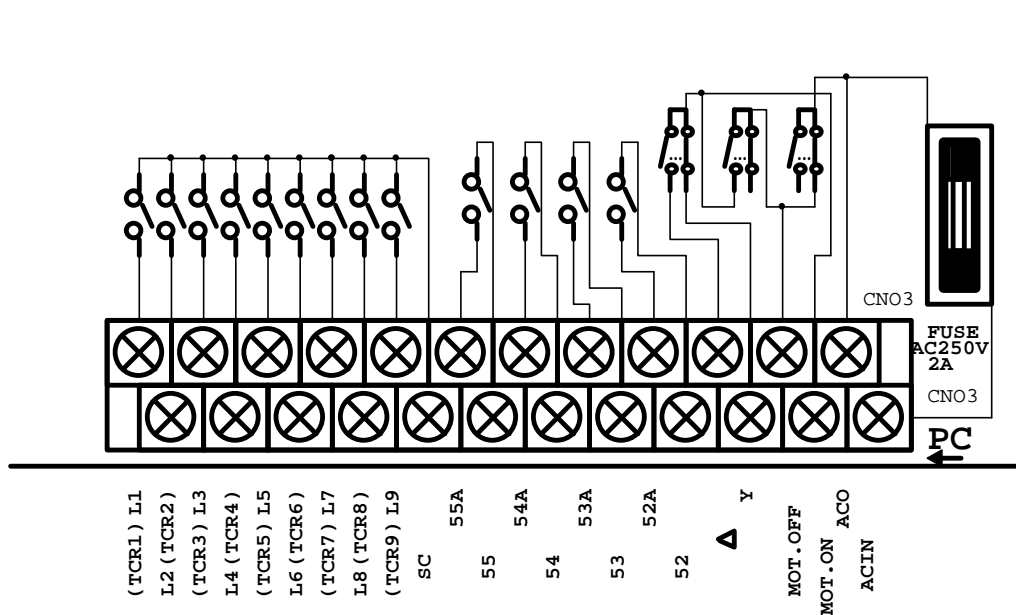 CNO3
FUSE
AC250V
2A
CNO3
PC
(TCR1) L1
L2 (TCR2)
(TCR3) L3
L4 (TCR4)
(TCR5) L5
L6 (TCR6)
(TCR7) L7
L8 (TCR8)
(TCR9) L9
SC
55A
55
54A
54
53A
53
52A
52
Δ
Y
MOT.OFF
MOT.ON
ACO
ACIN